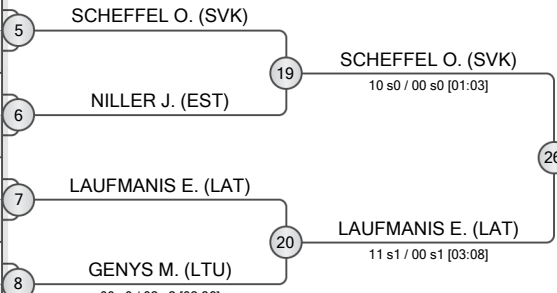 SCHEFFEL O. (SVK)
5
19
SCHEFFEL O. (SVK)
10 s0 / 00 s0 [01:03]
NILLER J. (EST)
6
26
LAUFMANIS E. (LAT)
7
20
LAUFMANIS E. (LAT)
11 s1 / 00 s1 [03:08]
GENYS M. (LTU)
8